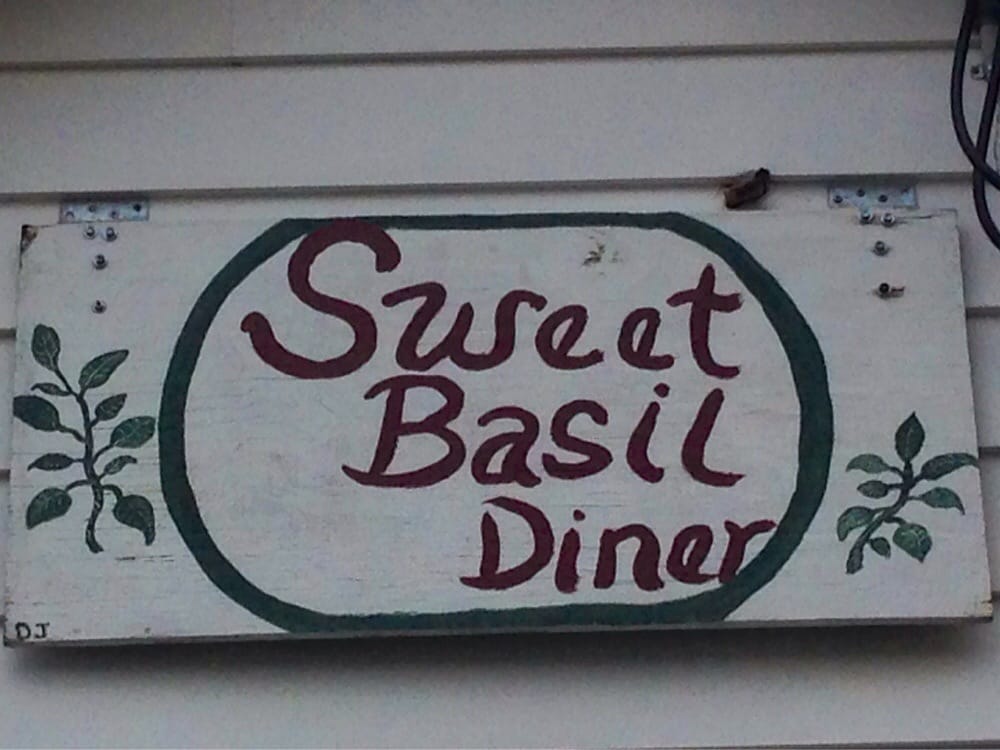 Sweet
Basil
Diner
DJ